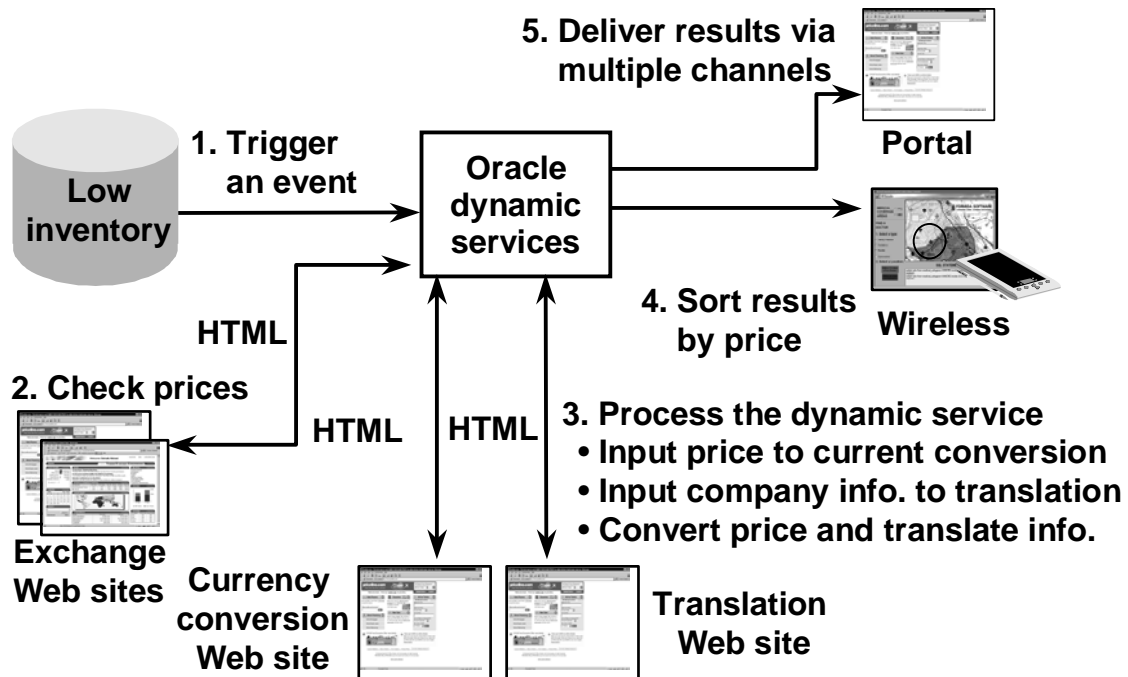 5. Deliver results via
multiple channels
Portal
1. Trigger
an event
Low
inventory
Oracle
dynamic
services
4. Sort results
by price
Wireless
HTML
2. Check prices
HTML
HTML
3. Process the dynamic service
• Input price to current conversion
• Input company info. to translation
• Convert price and translate info.
Exchange
Web sites
Currency
conversion
Web site
Translation
Web site